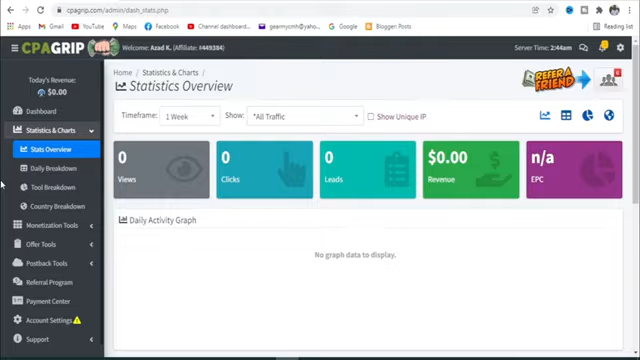 cpagrip.com/admin/dash_stats.php
Apps
Gmail
YouTube
Maps
Facebook
Channel dashboard...
gearmycmh@yahoo...
Google
Blogger: Posts
Reading list
CPAGRIP
Welcome: Azad K. (Affiliate: #449384)
Server Time: 2:44am
Today's Revenue:
$0.00
Dashboard
Statistics & Charts
Stats Overview
Daily Breakdown
Tool Breakdown
Country Breakdown
Monetization Tools
Offer Tools
Postback Tools
Referral Program
Payment Center
Account Settings
Support
Home / Statistics & Charts /
Statistics Overview
REFER A
FRIEND
Timeframe:
1 Week
Show:
*All Traffic
Show Unique IP
0
Views
0
Clicks
0
Leads
$0.00
Revenue
n/a
EPC
Daily Activity Graph
No graph data to display.